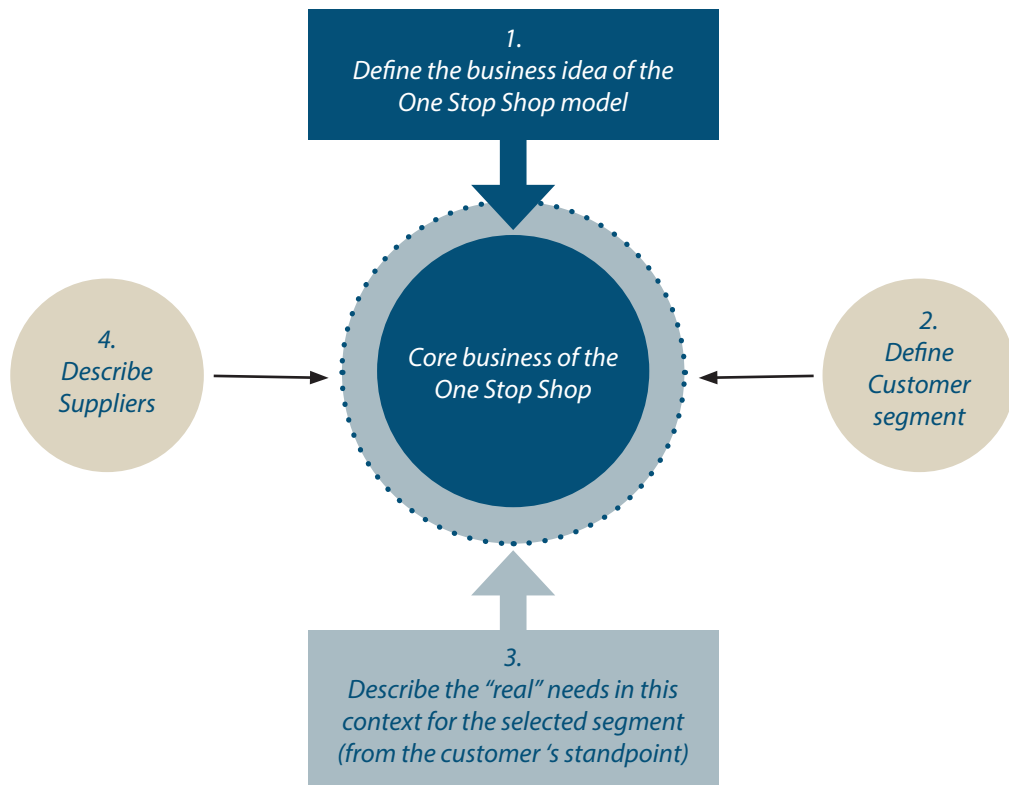 1.
Define the business idea of the
One Stop Shop model
Core business of the
One Stop Shop
2.
Define
Customer
segment
3.
Describe the “real” needs in this
context for the selected segment
(from the customer ‘s standpoint)
4.
Describe
Suppliers